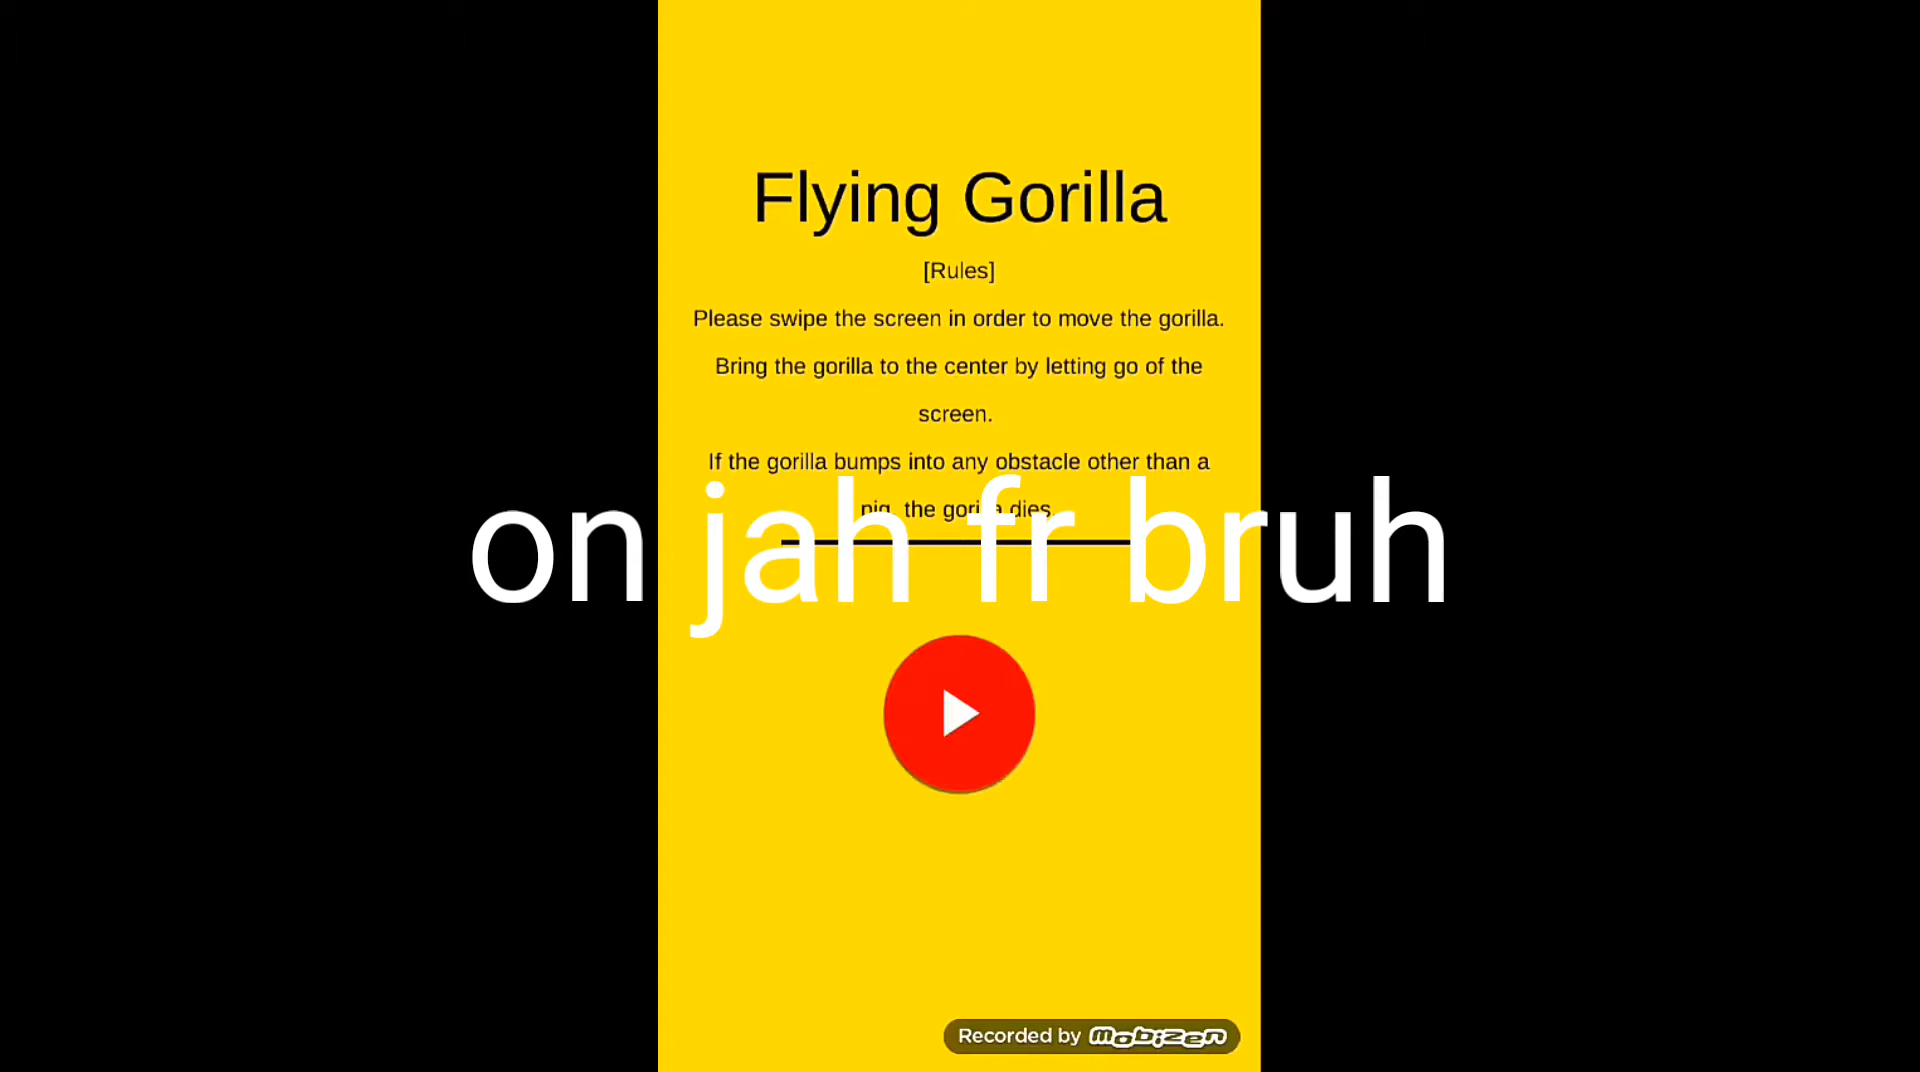 Flying Gorilla
[Rules]
Please swipe the screen in order to move the gorilla.
Bring the gorilla to the center by letting go of the
screen.
If the gorilla bumps into any obstacle other than a
pig, the gorilla dies.
on jah fr bruh
Recorded by mobizen